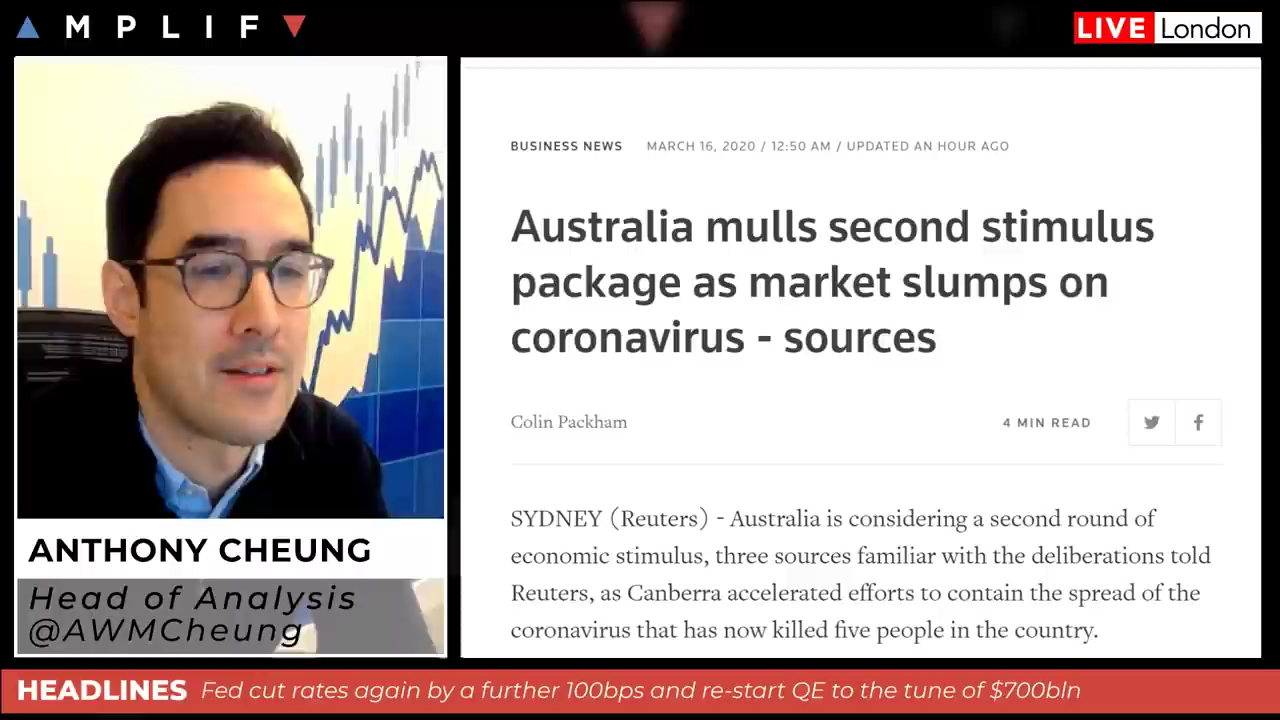 AMPLIFY
LIVE London
BUSINESS NEWS MARCH 16, 2020 / 12:50 AM / UPDATED AN HOUR AGO
Australia mulls second stimulus
package as market slumps on
coronavirus - sources
Colin Packham 4 MIN READ
SYDNEY (Reuters) - Australia is considering a second round of
economic stimulus, three sources familiar with the deliberations told
Reuters, as Canberra accelerated efforts to contain the spread of the
coronavirus that has now killed five people in the country.
ANTHONY CHEUNG
Head of Analysis
@AWMCheung
HEADLINES Fed cut rates again by a further 100bps and re-start QE to the tune of $700bln